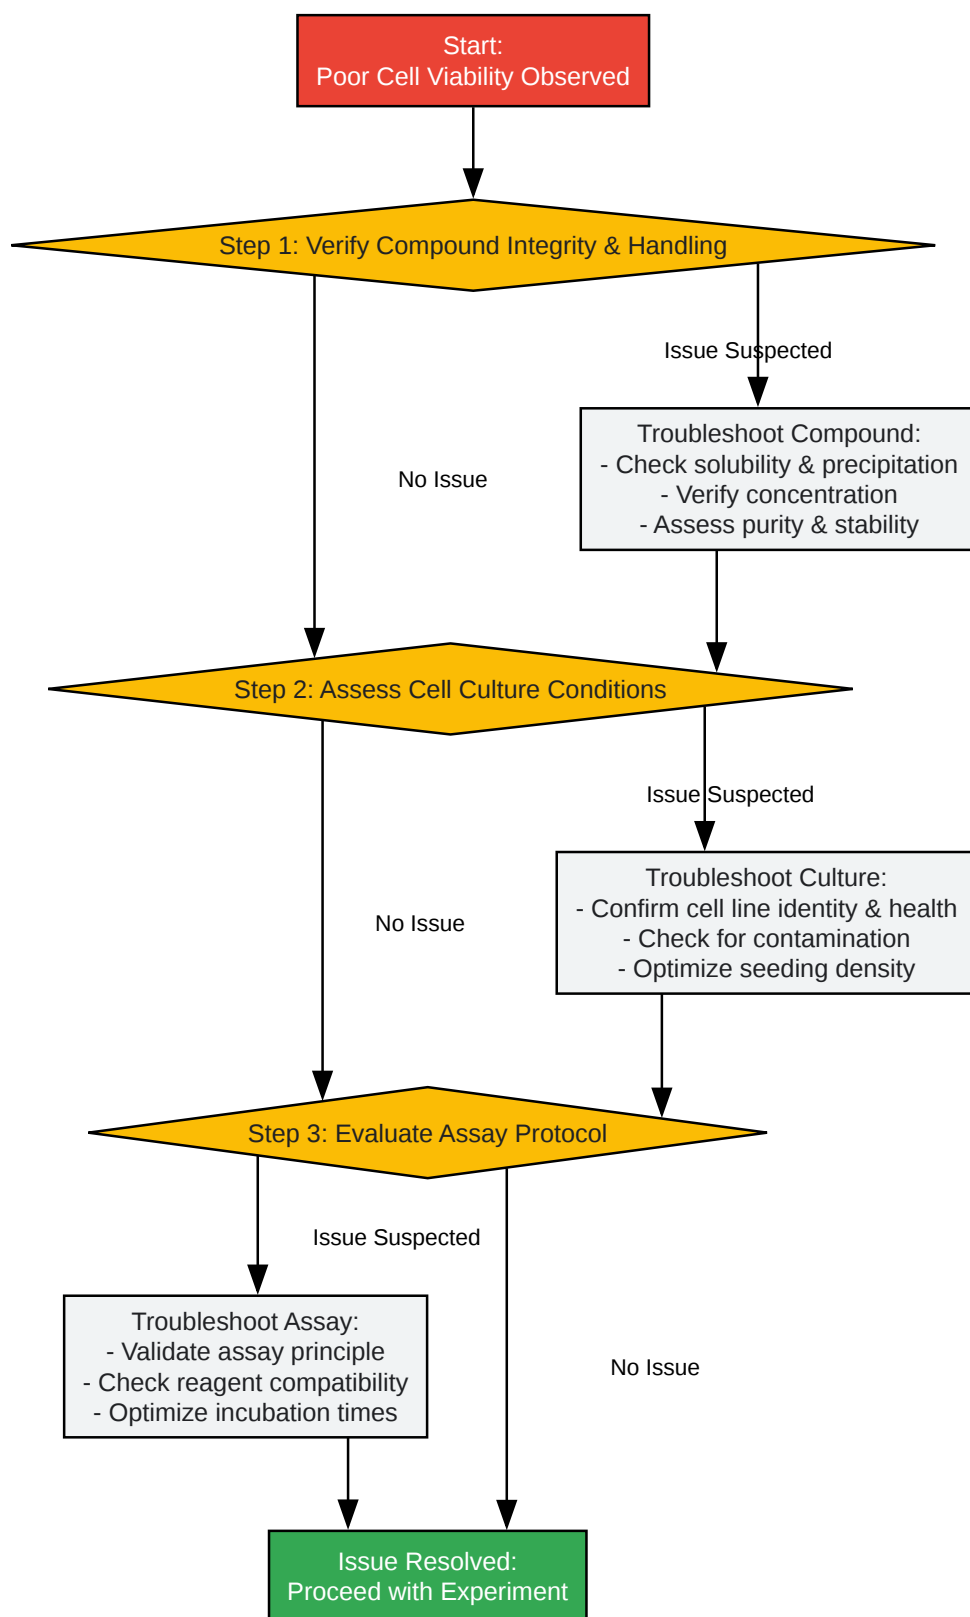 Start:
Poor Cell Viability Observed
Step 1: Verify Compound Integrity & Handling
Issue Suspected
Troubleshoot Compound:
- Check solubility & precipitation
- Verify concentration
- Assess purity & stability
No Issue
Step 2: Assess Cell Culture Conditions
Issue Suspected
Troubleshoot Culture:
- Confirm cell line identity & health
- Check for contamination
- Optimize seeding density
No Issue
Step 3: Evaluate Assay Protocol
Issue Suspected
Troubleshoot Assay:
- Validate assay principle
- Check reagent compatibility
- Optimize incubation times
No Issue
Issue Resolved:
Proceed with Experiment